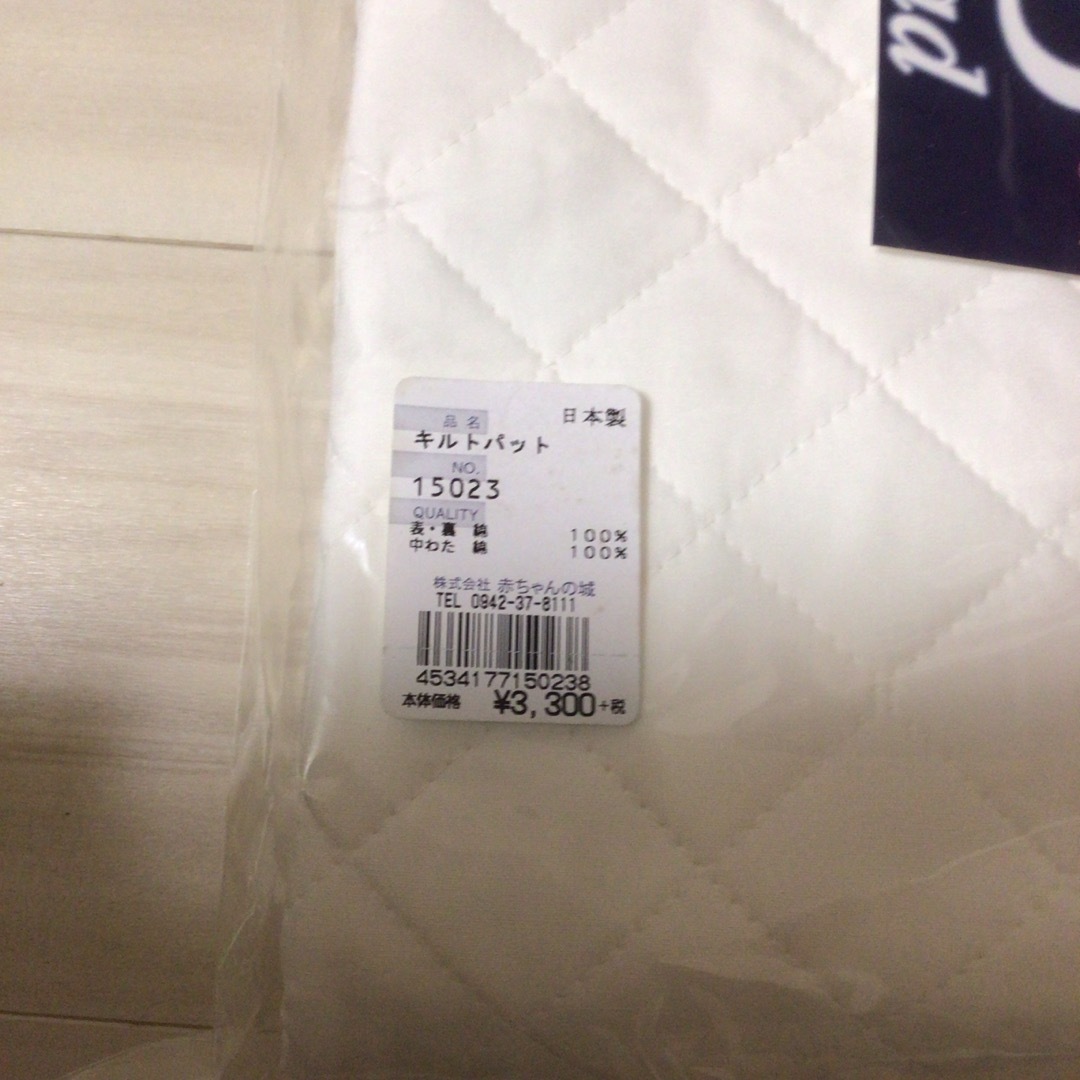 日本製
品名
キルトパット
NO.
15023
QUALITY
表・裏 綿 100%
中わた 綿 100%
株式会社 赤ちゃんの城
TEL 0942-37-8111
4534177150238
本体価格 ¥3,300+税